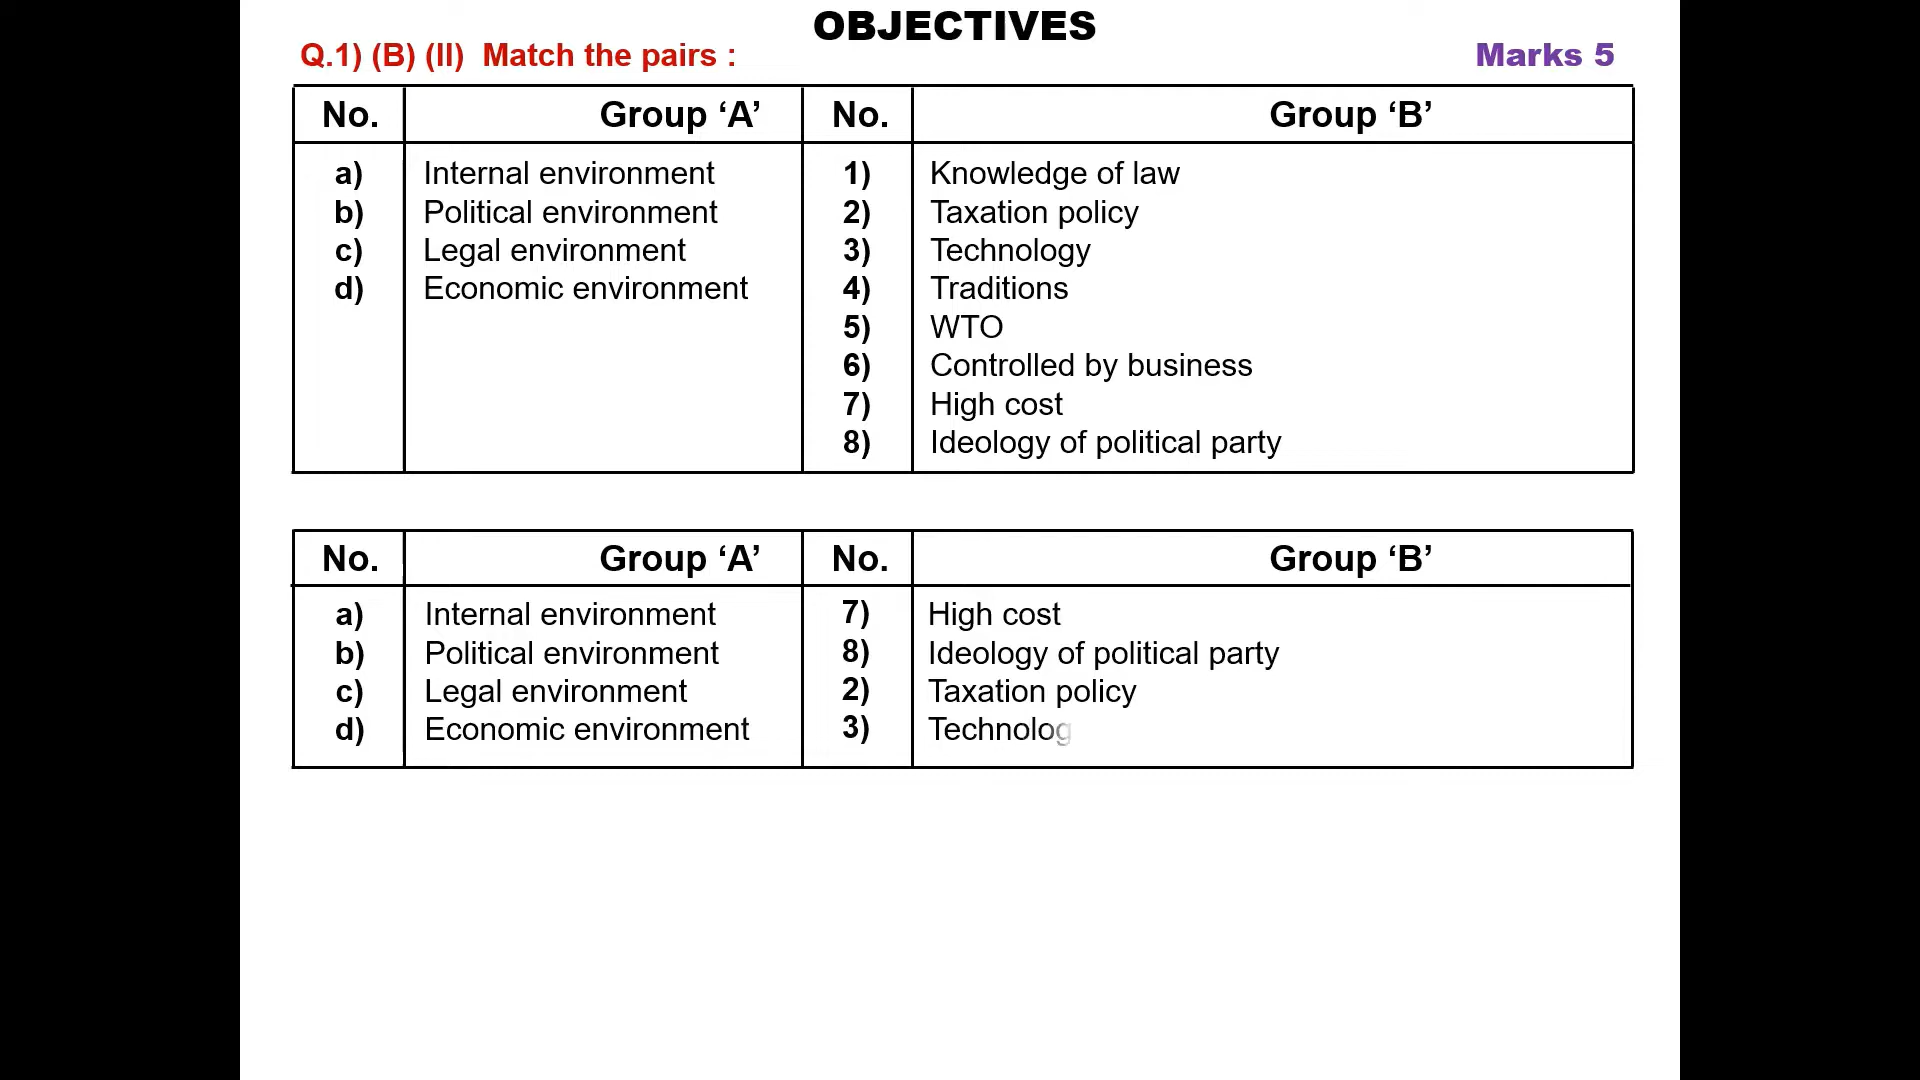 OBJECTIVES
Q.1) (B) (II) Match the pairs : Marks 5
No. Group ‘A’ No. Group ‘B’
a) Internal environment 1) Knowledge of law
b) Political environment 2) Taxation policy
c) Legal environment 3) Technology
d) Economic environment 4) Traditions
5) WTO
6) Controlled by business
7) High cost
8) Ideology of political party
No. Group ‘A’ No. Group ‘B’
a) Internal environment 7) High cost
b) Political environment 8) Ideology of political party
c) Legal environment 2) Taxation policy
d) Economic environment 3) Technolog